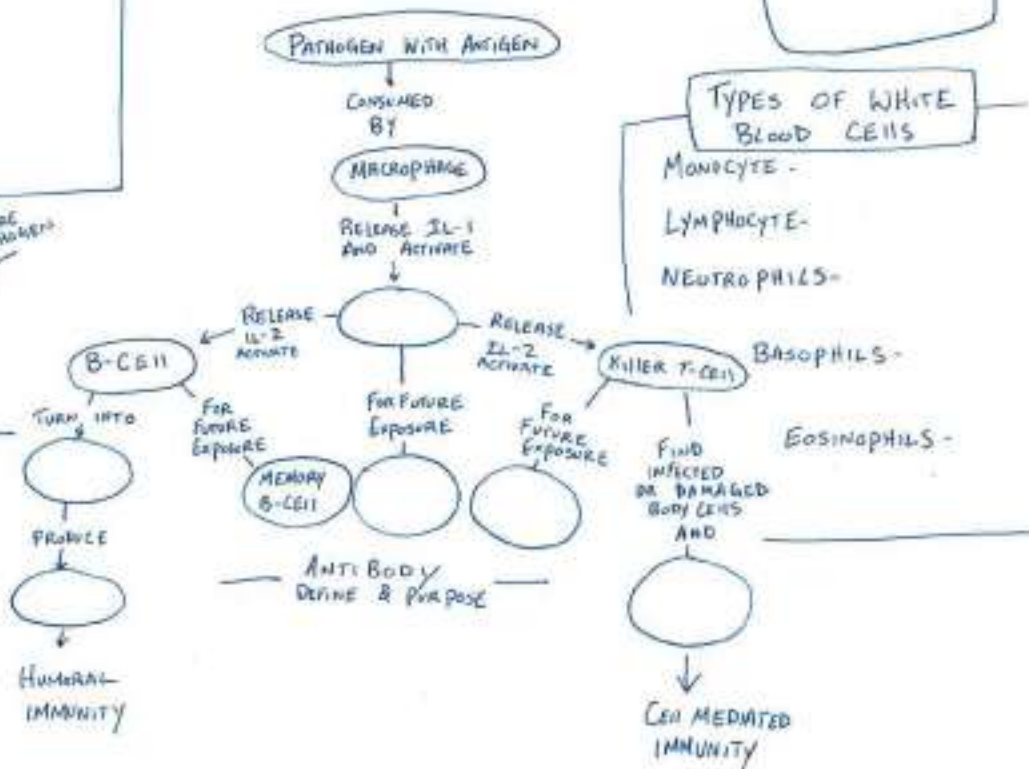 PATHOGEN WITH ANTIGEN
CONSUMED
BY
MACROPHAGE
RELEASE IL-1
AND ACTIVATE
RELEASE
IL-2
ACTIVATE
RELEASE
IL-2
ACTIVATE
B-CELL
KILLER T-CELL
TURN INTO
FOR
FUTURE
EXPOSURE
FOR FUTURE
EXPOSURE
FOR
FUTURE
EXPOSURE
FIND
INFECTED
OR DAMAGED
BODY CELLS
AND
MEMORY
B-CELL
PRODUCE
ANTIBODY
DEFINE & PURPOSE
HUMORAL
IMMUNITY
CELL MEDIATED
IMMUNITY
TYPES OF WHITE
BLOOD CELLS
MONOCYTE -
LYMPHOCYTE-
NEUTROPHILS-
BASOPHILS -
EOSINOPHILS -